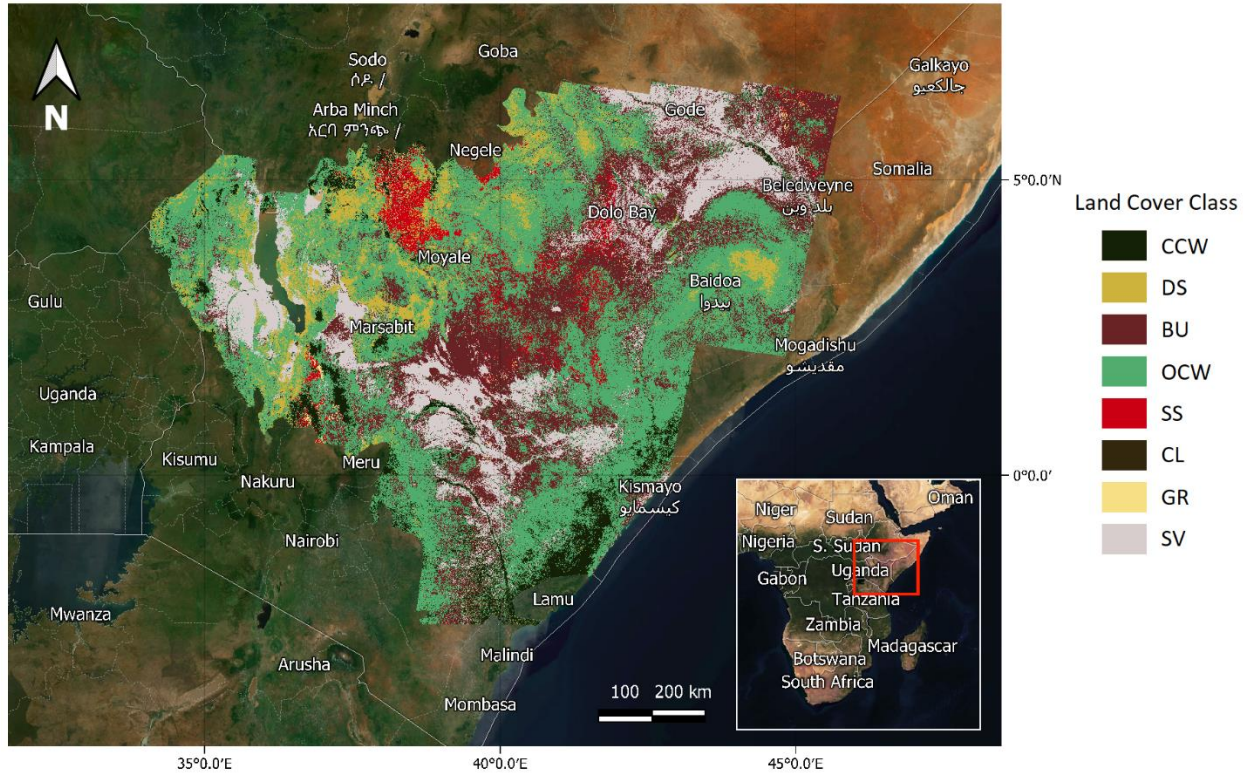 N
Sodo
ሶዶ /
Arba Minch
አርባ ምንጭ /
Goba
Negele
Gode
Galkayo
جالكعيو
Somalia
5°0.0'N
Beledweyne
بلد وين
Dolo Bay
Moyale
Baidoa
بيدوا
Gulu
Marsabit
Mogadishu
مقديشو
Uganda
Kampala
Kisumu
Nakuru
Meru
Kismayo
كيسمايو
0°0.0'
Nairobi
Mwanza
Lamu
Arusha
Malindi
Mombasa
100 200 km
Niger
Sudan
Oman
Nigeria
S. Sudan
Gabon
Uganda
Tanzania
Zambia
Madagascar
Botswana
South Africa
35°0.0'E
40°0.0'E
45°0.0'E
Land Cover Class
CCW
DS
BU
OCW
SS
CL
GR
SV